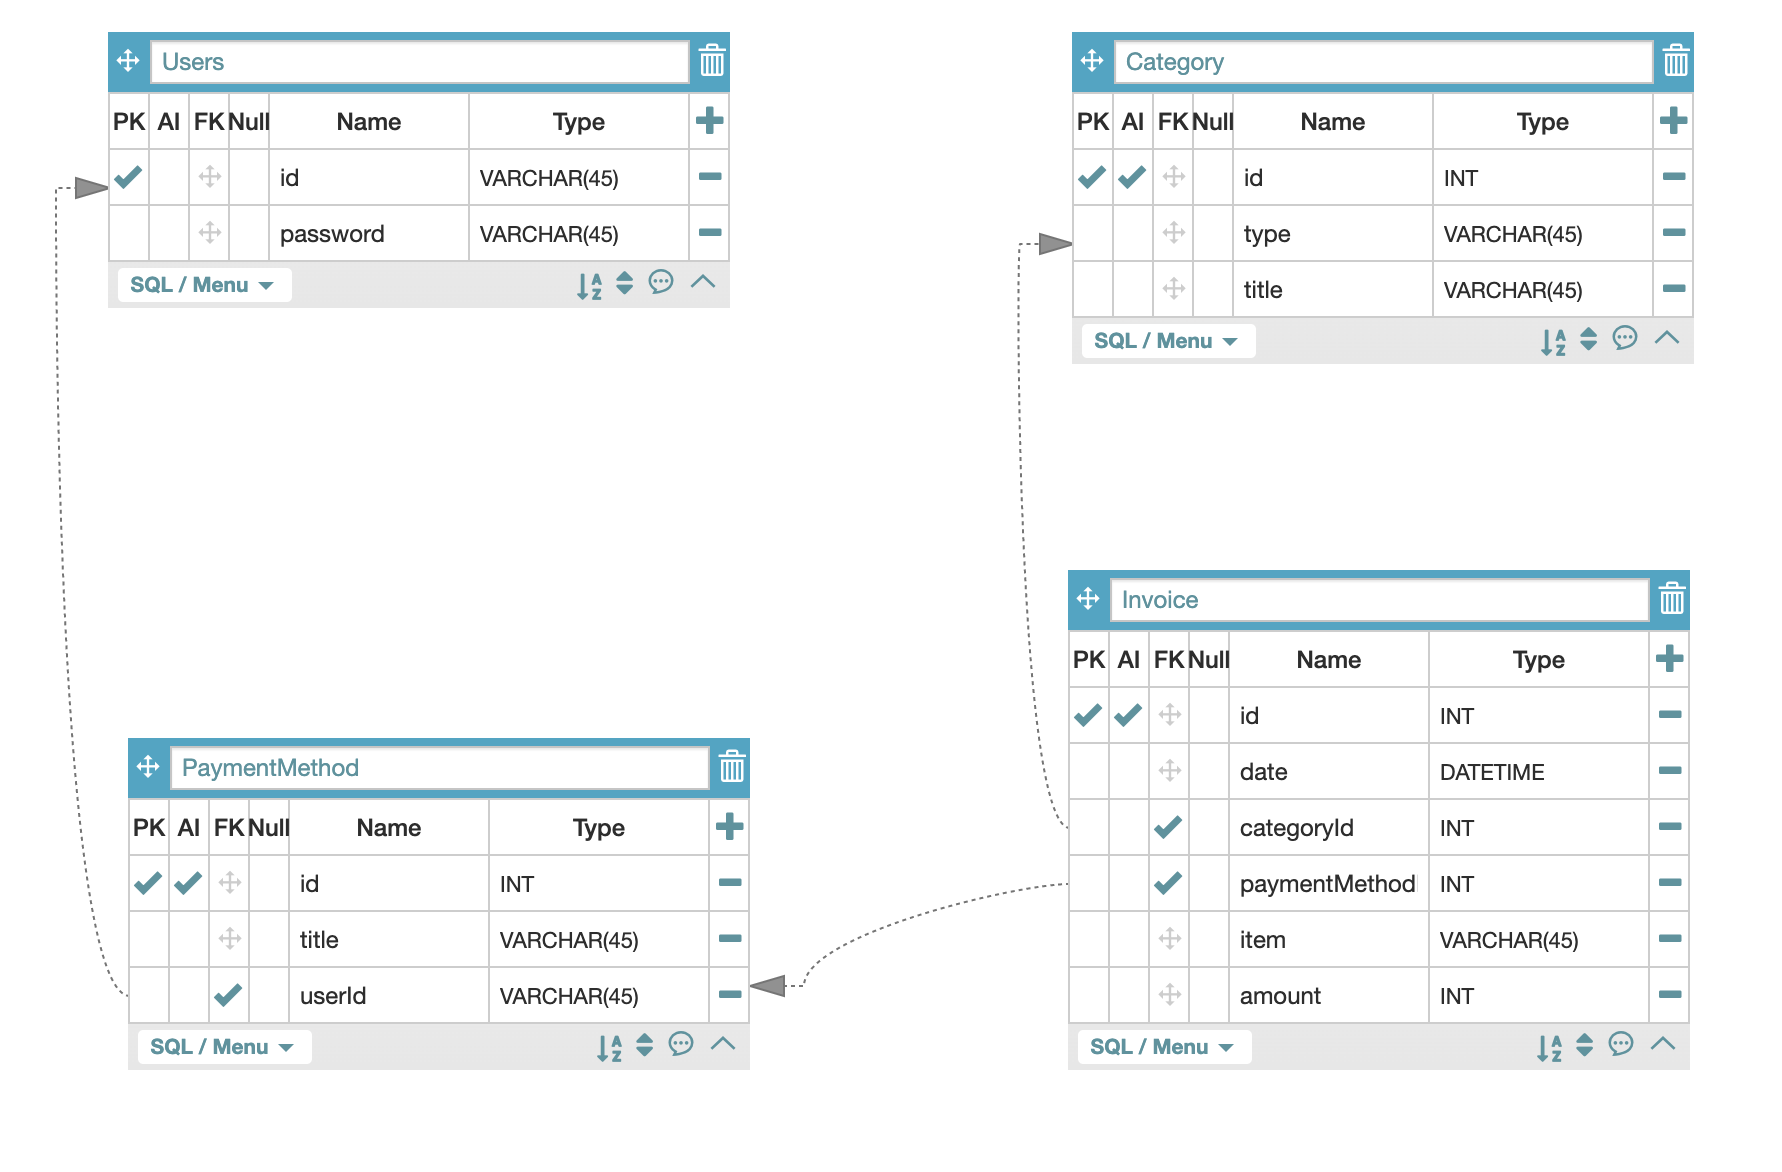 Users
PK AI FK Null Name Type
id VARCHAR(45)
password VARCHAR(45)
SQL / Menu
Category
PK AI FK Null Name Type
id INT
type VARCHAR(45)
title VARCHAR(45)
SQL / Menu
PaymentMethod
PK AI FK Null Name Type
id INT
title VARCHAR(45)
userId VARCHAR(45)
SQL / Menu
Invoice
PK AI FK Null Name Type
id INT
date DATETIME
categoryId INT
paymentMethod INT
item VARCHAR(45)
amount INT
SQL / Menu